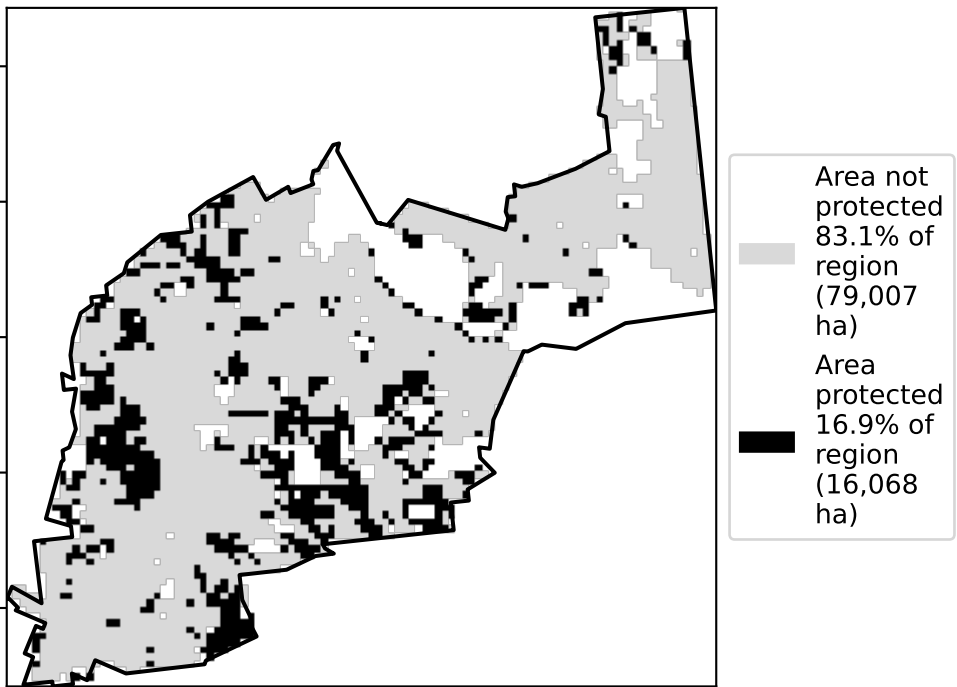 Area not
protected
83.1% of
region
(79,007
ha)
Area
protected
16.9% of
region
(16,068
ha)